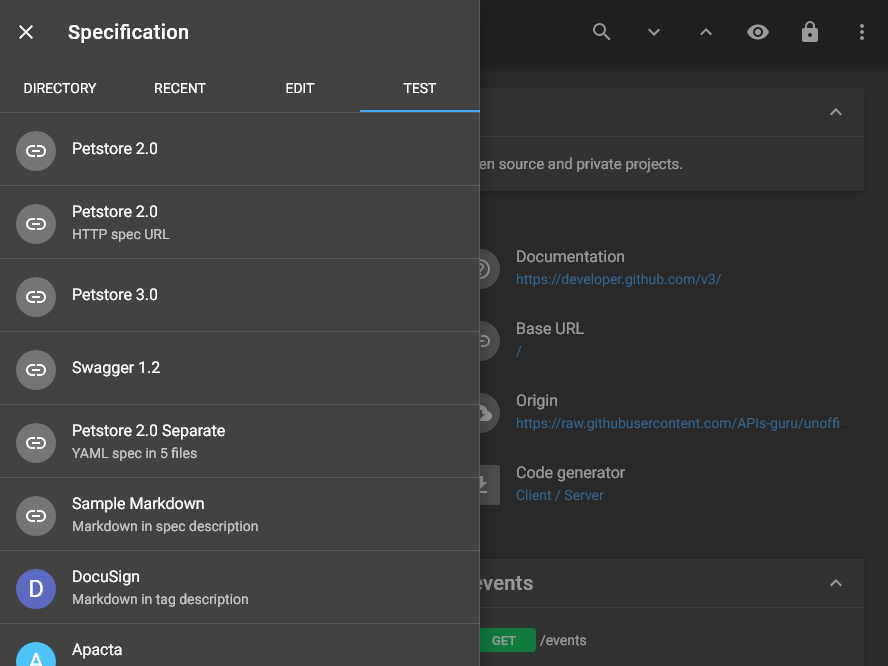 Specification
DIRECTORY
RECENT
EDIT
TEST
Petstore 2.0
Petstore 2.0
HTTP spec URL
Petstore 3.0
Swagger 1.2
Petstore 2.0 Separate
YAML spec in 5 files
Sample Markdown
Markdown in spec description
D
DocuSign
Markdown in tag description
A
Apacta
en source and private projects.
Documentation
https://developer.github.com/v3/
Base URL
/
Origin
https://raw.githubusercontent.com/APIs-guru/unoffi
Code generator
Client / Server
events
GET
/events